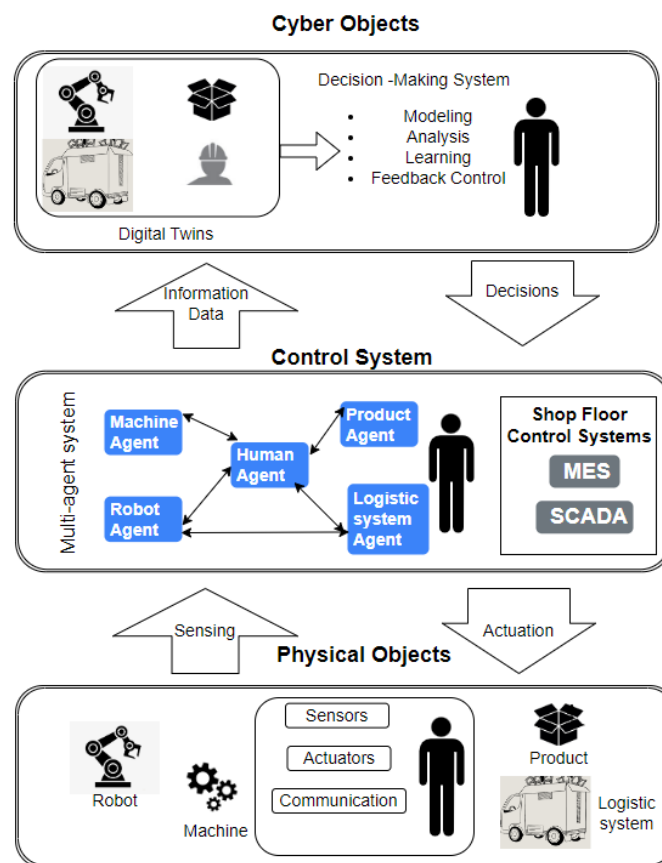 Cyber Objects
Decision -Making System
• Modeling
• Analysis
• Learning
• Feedback Control
Digital Twins
Information
Data
Decisions
Control System
Multi-agent system
Machine
Agent
Product
Agent
Human
Agent
Robot
Agent
Logistic
system
Agent
Shop Floor
Control Systems
MES
SCADA
Sensing
Actuation
Physical Objects
Sensors
Actuators
Communication
Robot
Machine
Product
Logistic
system